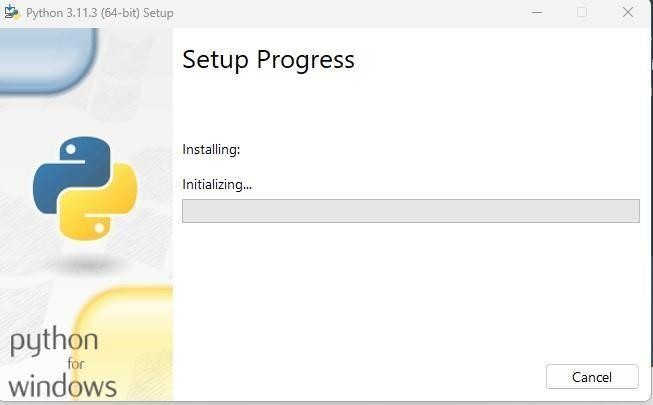 Python 3.11.3 (64-bit) Setup
Setup Progress
Installing:
Initializing...
python
for
windows
Cancel